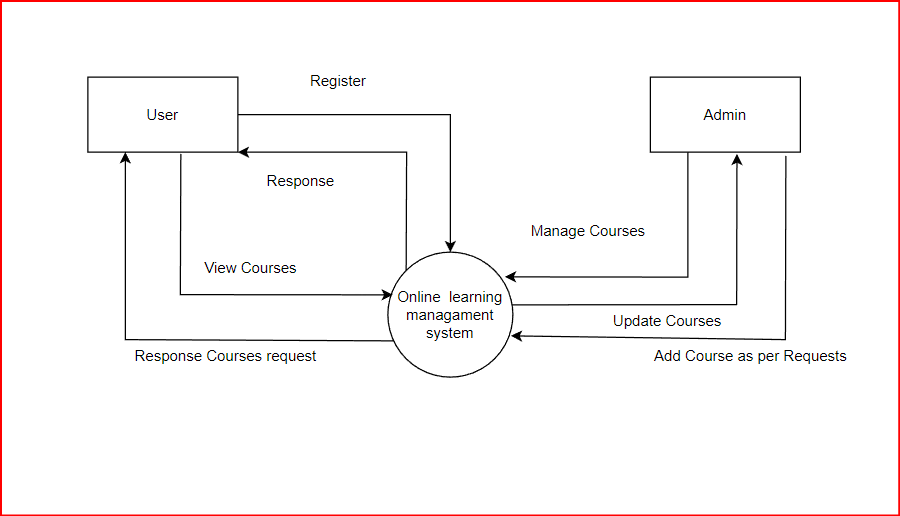 Register
User
Admin
Response
Manage Courses
View Courses
Online  learning
managament
system
Update Courses
Response Courses request
Add Course as per Requests